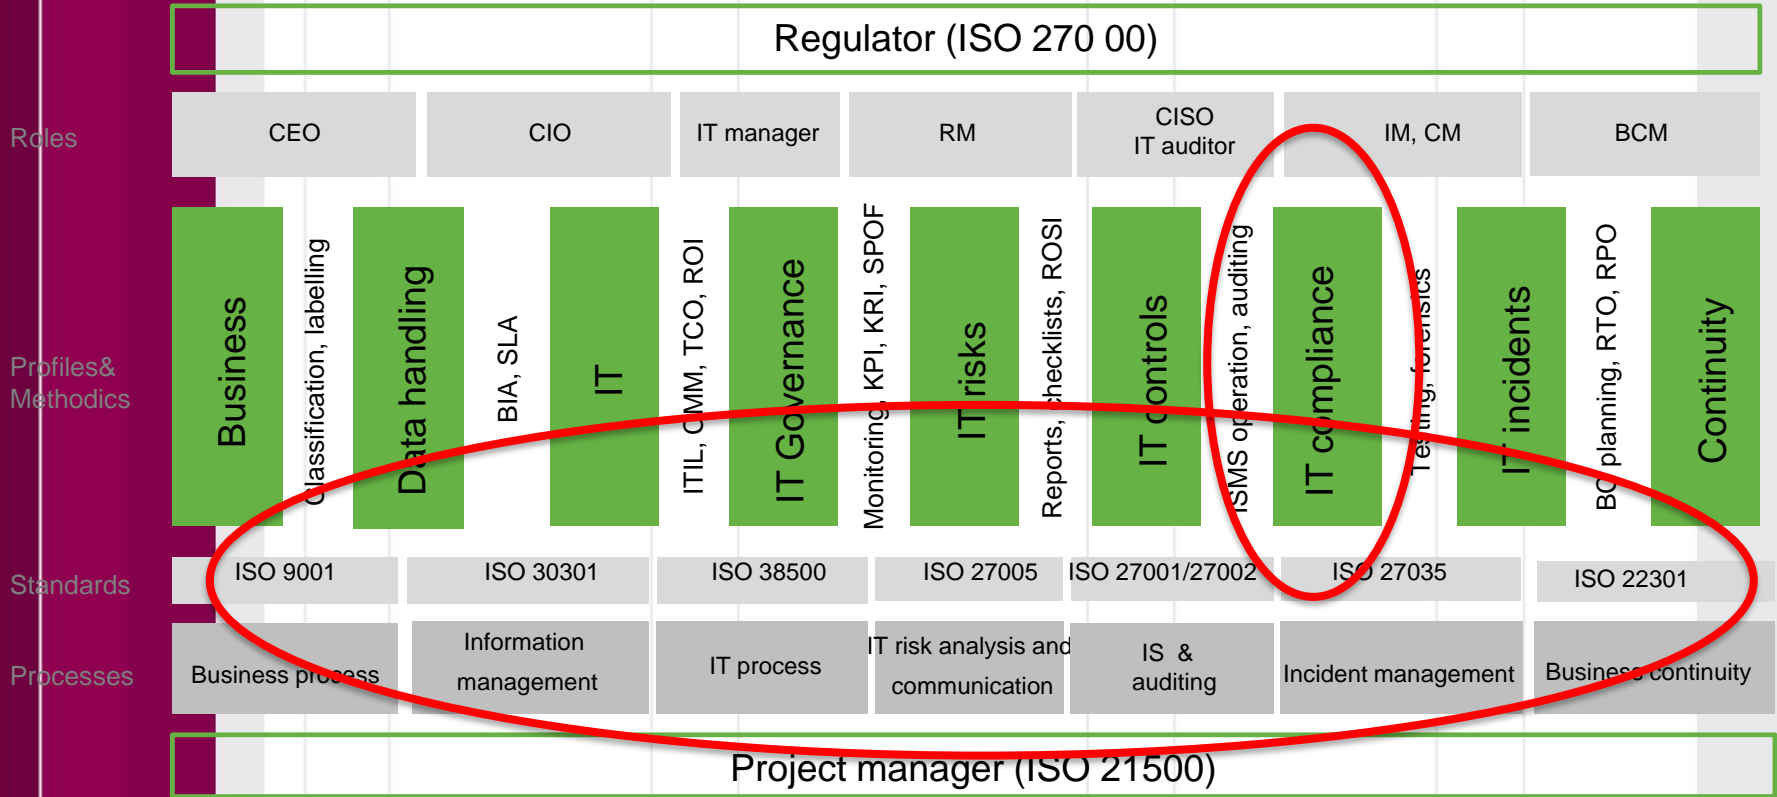 Regulator (ISO 270 00)
Roles
CEO
CIO
IT manager
RM
CISO
IT auditor
IM, CM
BCM
Profiles&
Methodics
Business
Classification, labelling
Data handling
BIA, SLA
IT
ITIL, CMM, TCO, ROI
IT Governance
Monitoring, KPI, KRI, SPOF
IT risks
Reports, checklists, ROSI
IT controls
ISMS operation, auditing
IT compliance
Testing, forensics
IT incidents
BC planning, RTO, RPO
Continuity
Standards
ISO 9001
ISO 30301
ISO 38500
ISO 27005
ISO 27001/27002
ISO 27035
ISO 22301
Processes
Business process
Information
management
IT process
IT risk analysis and
communication
IS &
auditing
Incident management
Business continuity
Project manager (ISO 21500)